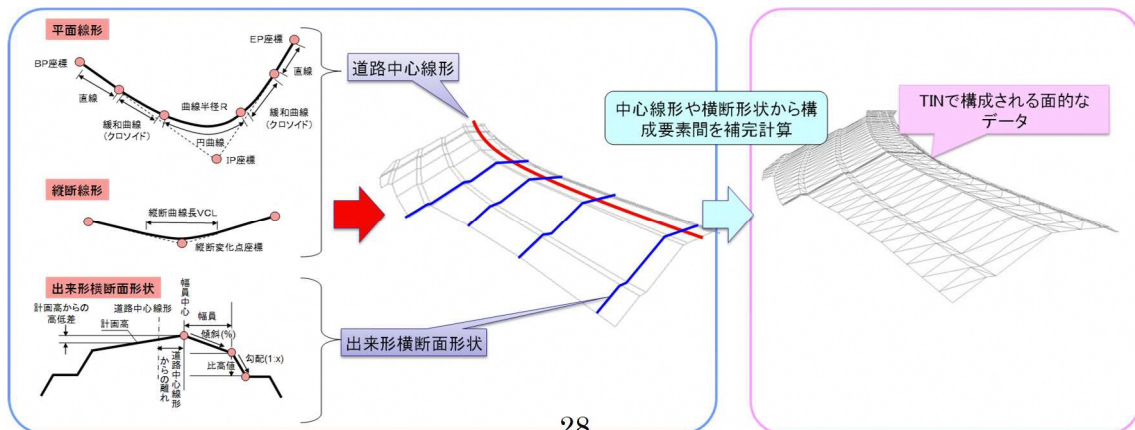 平面線形
BP座標
EP座標
直線
直線
曲線半径R
緩和曲線
(クロソイド)
緩和曲線
(クロソイド)
円曲線
IP座標
縦断線形
縦断曲線長VCL
縦断変化点座標
出来形横断面形状
計画高からの
高低差
道路中心線形
計画高
幅員中心
幅員
傾斜(%)
勾配(1:x)
比高値
道路中心線形
からの離れ
道路中心線形
出来形横断面形状
中心線形や横断形状から構
成要素間を補完計算
TINで構成される面的な
データ
28